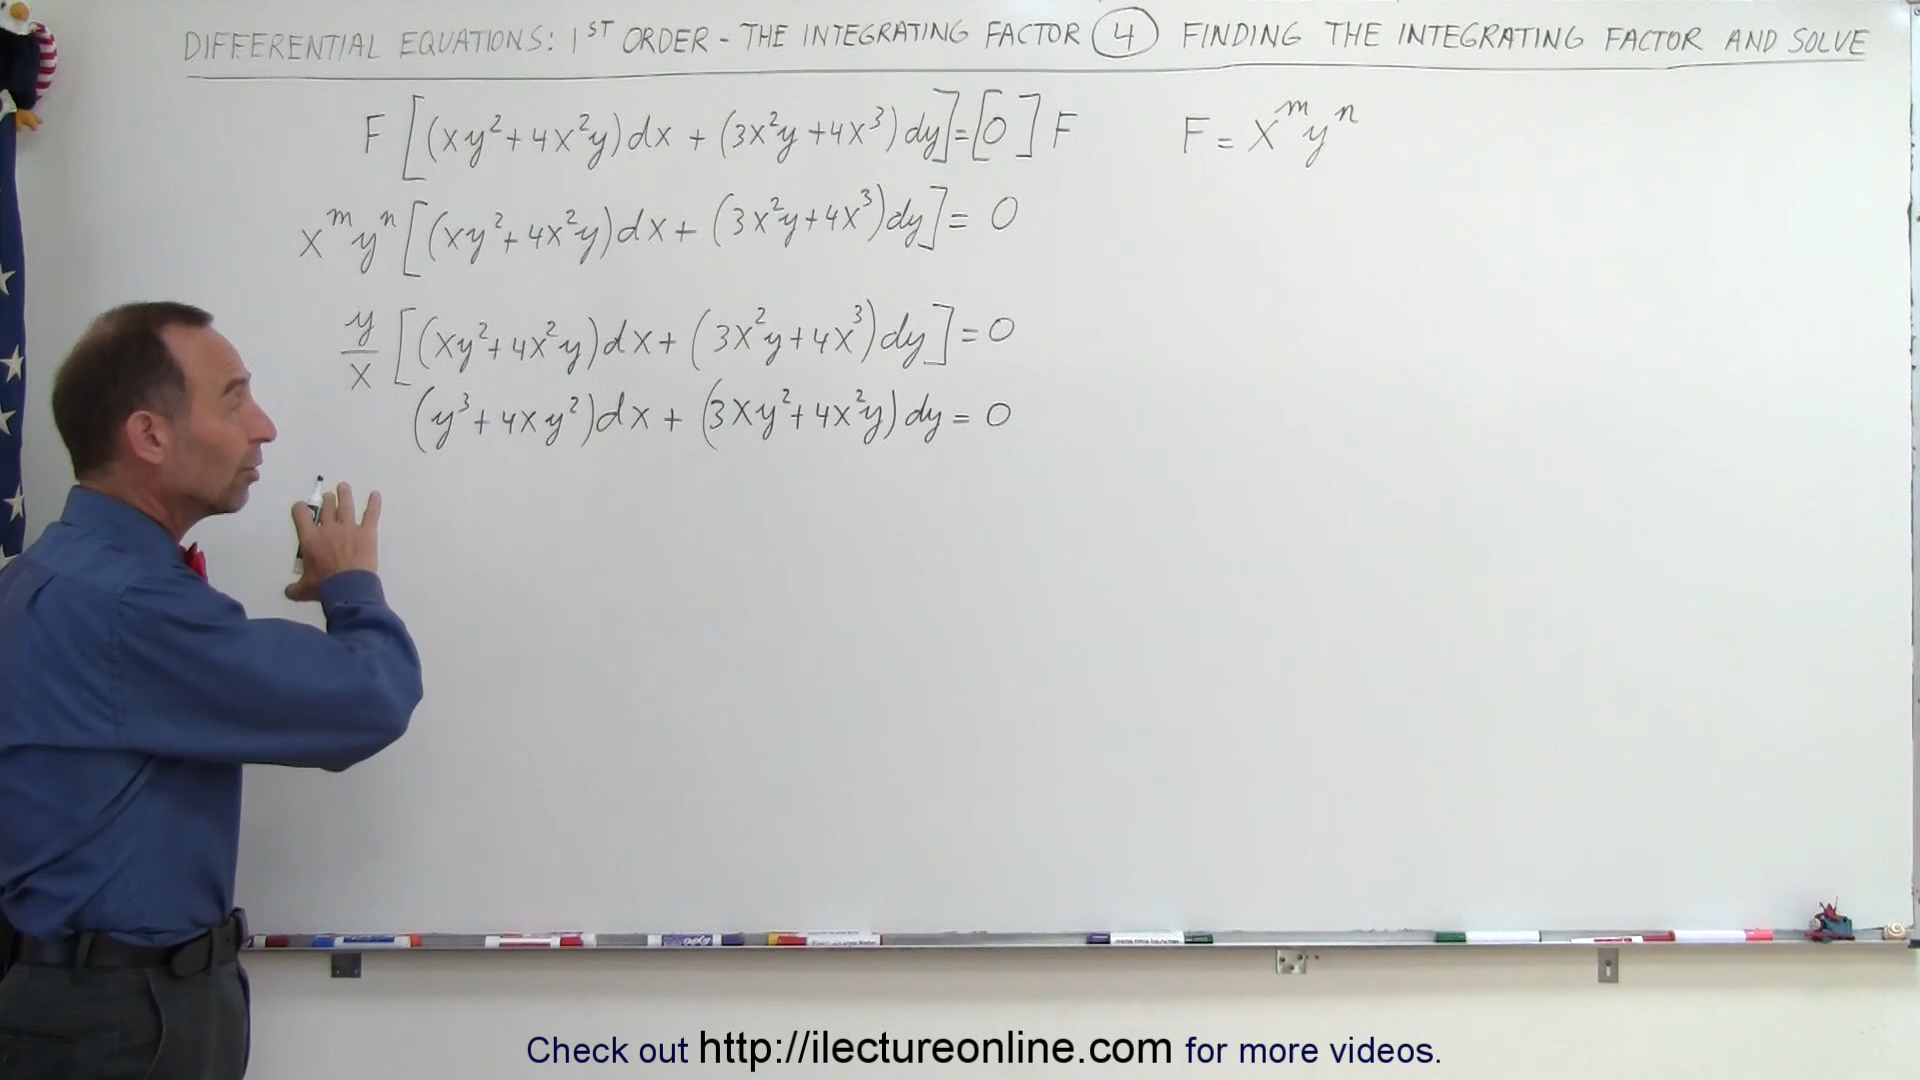 DIFFERENTIAL EQUATIONS: 1ST ORDER - THE INTEGRATING FACTOR ④ FINDING THE INTEGRATING FACTOR AND SOLVE
F [(xy² + 4x²y) dx + (3x²y + 4x³) dy] = [0] F
F = xᵐyⁿ
xᵐyⁿ [(xy² + 4x²y) dx + (3x²y + 4x³) dy] = 0
y/x [(xy² + 4x²y) dx + (3x²y + 4x³) dy] = 0
(y³ + 4xy²) dx + (3xy² + 4x²y) dy = 0
Check out http://ilectureonline.com for more videos.